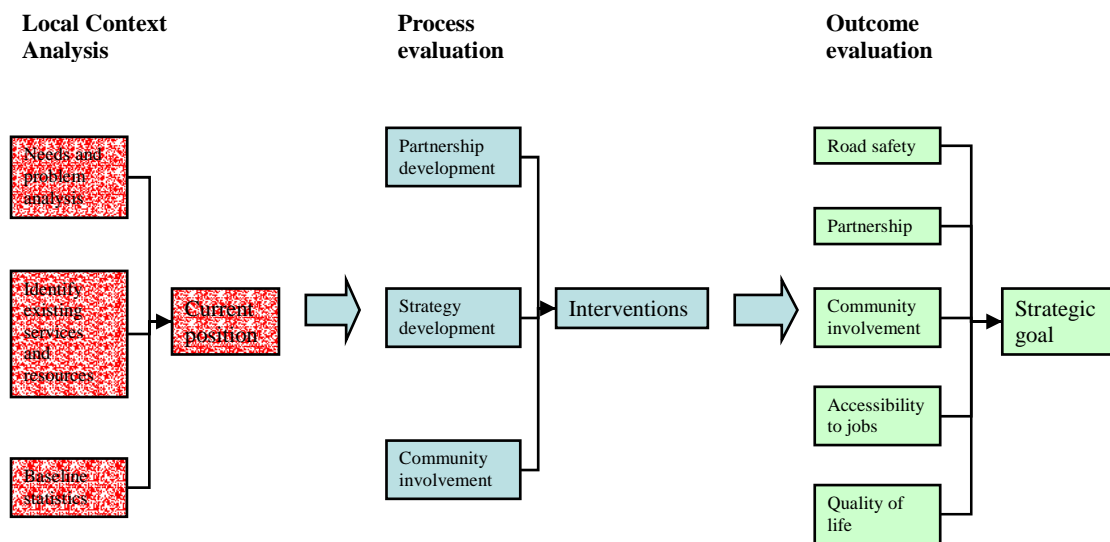 Local Context
Analysis
Needs and
problem
analysis
Identify
existing
services
and
resources
Baseline
statistics
Current
position
Process
evaluation
Partnership
development
Strategy
development
Community
involvement
Interventions
Outcome
evaluation
Road safety
Partnership
Community
involvement
Accessibility
to jobs
Quality of
life
Strategic
goal